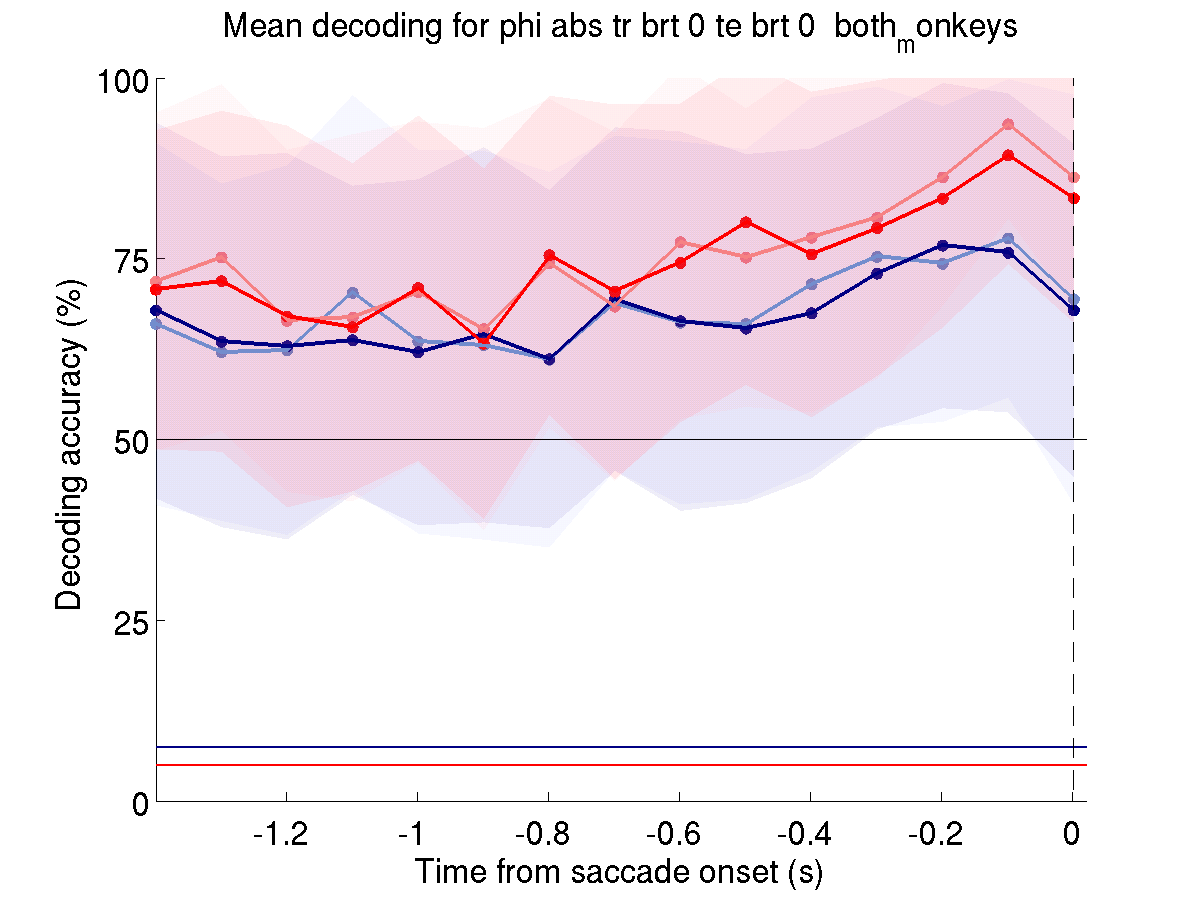 Mean decoding for phi abs tr brt 0 te brt 0 both_monkeys
100
75
50
25
0
Decoding accuracy (%)
-1.2 -1 -0.8 -0.6 -0.4 -0.2 0
Time from saccade onset (s)